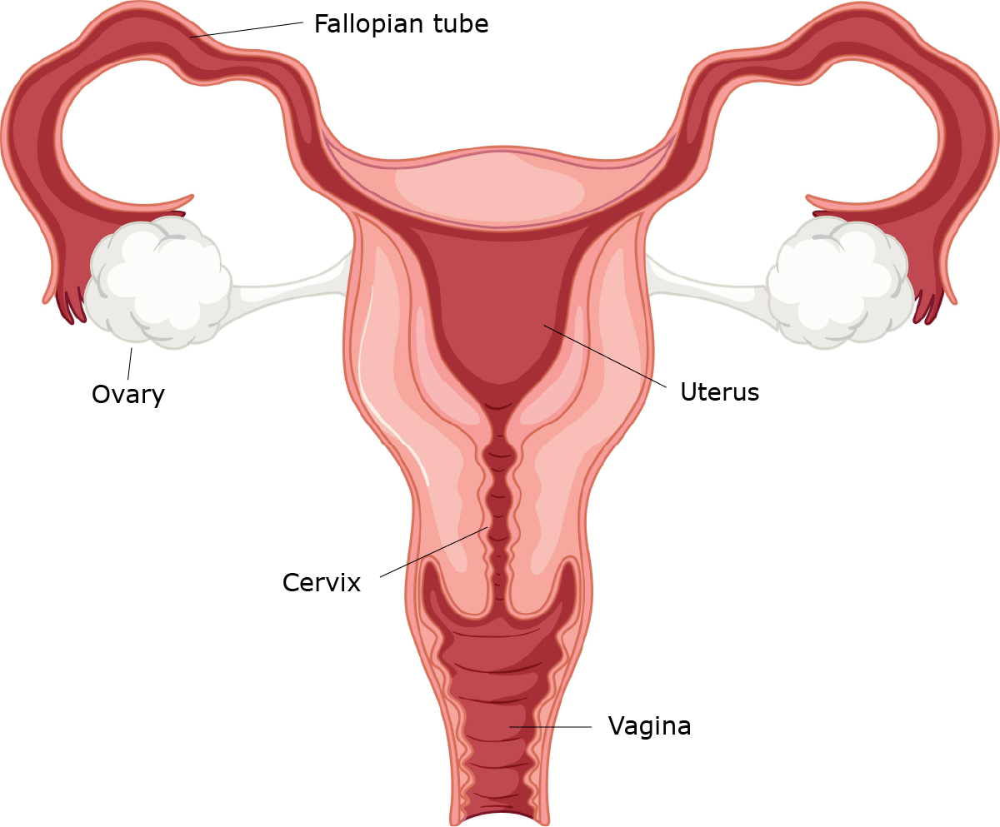 Fallopian tube
Ovary
Uterus
Cervix
Vagina